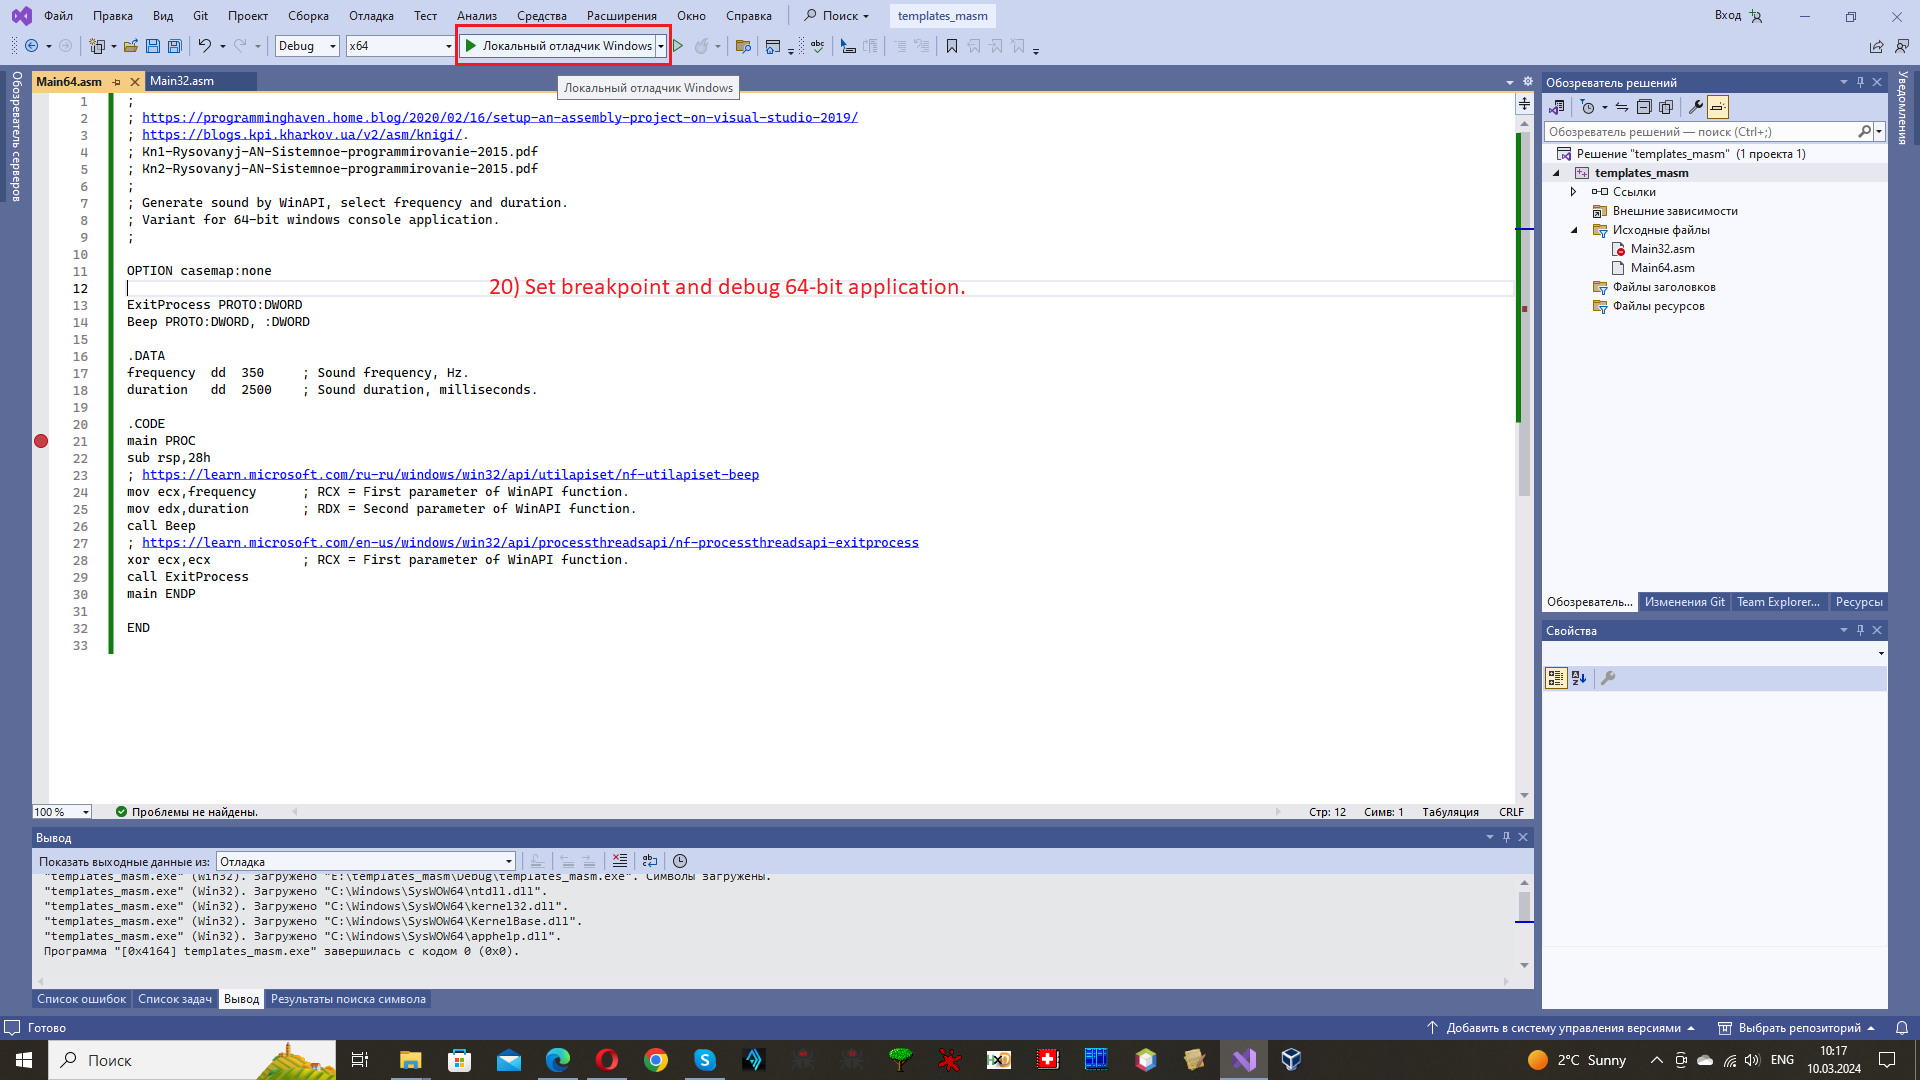 Файл Правка Вид Git Проект Сборка Отладка Тест Анализ Средства Расширения Окно Справка Поиск templates_masm Вход
Debug x64 Локальный отладчик Windows
Локальный отладчик Windows
Обозреватель серверов
Main64.asm Main32.asm
1 ;
2 ; https://programminghaven.home.blog/2020/02/16/setup-an-assembly-project-on-visual-studio-2019/
3 ; https://blogs.kpi.kharkov.ua/v2/asm/knigi/.
4 ; Kn1-Rysovanyj-AN-Sistemnoe-programmirovanie-2015.pdf
5 ; Kn2-Rysovanyj-AN-Sistemnoe-programmirovanie-2015.pdf
6 ;
7 ; Generate sound by WinAPI, select frequency and duration.
8 ; Variant for 64-bit windows console application.
9 ;
10
11 OPTION casemap:none
12
20) Set breakpoint and debug 64-bit application.
13 ExitProcess PROTO:DWORD
14 Beep PROTO:DWORD, :DWORD
15
16 .DATA
17 frequency dd 350 ; Sound frequency, Hz.
18 duration dd 2500 ; Sound duration, milliseconds.
19
20 .CODE
21 main PROC
22 sub rsp,28h
23 ; https://learn.microsoft.com/ru-ru/windows/win32/api/utilapiset/nf-utilapiset-beep
24 mov ecx,frequency ; RCX = First parameter of WinAPI function.
25 mov edx,duration ; RDX = Second parameter of WinAPI function.
26 call Beep
27 ; https://learn.microsoft.com/en-us/windows/win32/api/processthreadsapi/nf-processthreadsapi-exitprocess
28 xor ecx,ecx ; RCX = First parameter of WinAPI function.
29 call ExitProcess
30 main ENDP
31
32 END
33
100 % Проблемы не найдены. Стр: 12 Симв: 1 Табуляция CRLF
Вывод
Показать выходные данные из: Отладка
"templates_masm.exe" (Win32). Загружено "E:\templates_masm\Debug\templates_masm.exe". Символы загружены.
"templates_masm.exe" (Win32). Загружено "C:\Windows\SysWOW64\ntdll.dll".
"templates_masm.exe" (Win32). Загружено "C:\Windows\SysWOW64\kernel32.dll".
"templates_masm.exe" (Win32). Загружено "C:\Windows\SysWOW64\KernelBase.dll".
"templates_masm.exe" (Win32). Загружено "C:\Windows\SysWOW64\apphelp.dll".
Программа "[0x4164] templates_masm.exe" завершилась с кодом 0 (0x0).
Список ошибок Список задач Вывод Результаты поиска символа
Обозреватель решений
Обозреватель решений — поиск (Ctrl+;)
Решение "templates_masm" (1 проекта 1)
templates_masm
Ссылки
Внешние зависимости
Исходные файлы
Main32.asm
Main64.asm
Файлы заголовков
Файлы ресурсов
Обозреватель... Изменения Git Team Explorer... Ресурсы
Свойства
Уведомления
Готово Добавить в систему управления версиями Выбрать репозиторий
Поиск 2°C Sunny ENG 10:17
10.03.2024